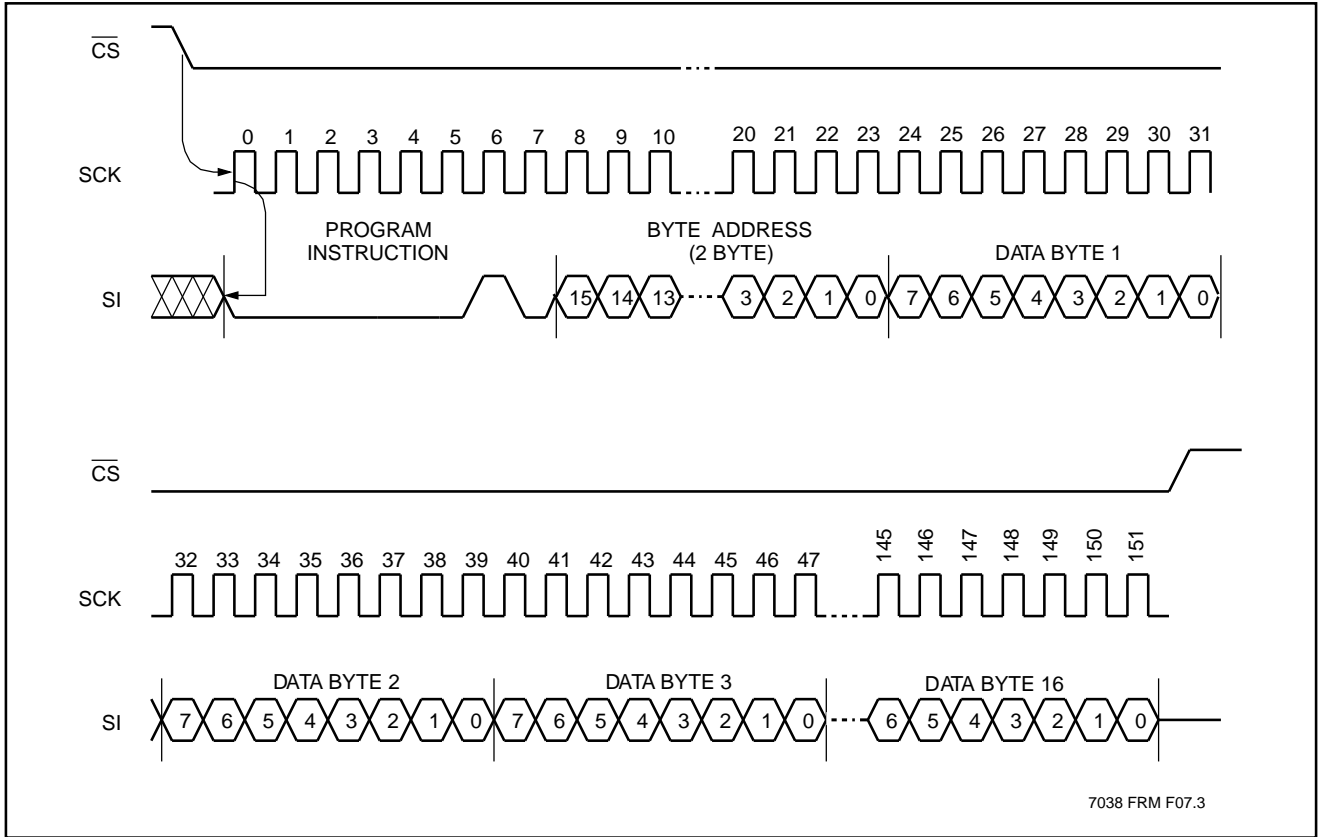 CS
0 1 2 3 4 5 6 7 8 9 10 20 21 22 23 24 25 26 27 28 29 30 31
SCK
PROGRAM INSTRUCTION
BYTE ADDRESS (2 BYTE)
DATA BYTE 1
SI
15 14 13 3 2 1 0 7 6 5 4 3 2 1 0
CS
32 33 34 35 36 37 38 39 40 41 42 43 44 45 46 47 145 146 147 148 149 150 151
SCK
DATA BYTE 2 DATA BYTE 3 DATA BYTE 16
SI
7 6 5 4 3 2 1 0 7 6 5 4 3 2 1 0 6 5 4 3 2 1 0
7038 FRM F07.3